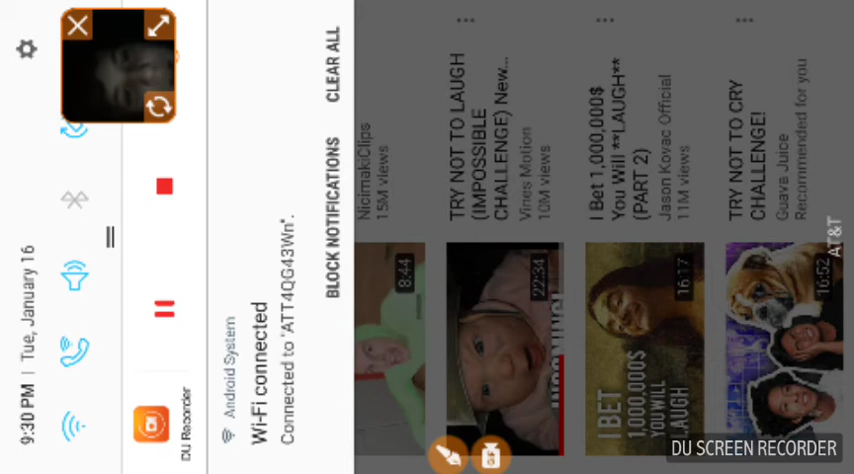 9:30 PM | Tue, January 16
DU Recorder
Android System
Wi-Fi connected
Connected to "ATT4QG43Wn".
BLOCK NOTIFICATIONS
CLEAR ALL
NicimakiClips
15M views
8:44
TRY NOT TO LAUGH
(IMPOSSIBLE
CHALLENGE) New...
Vines Motion
10M views
22:34
I Bet 1,000,000$
You Will **LAUGH**
(PART 2)
Jason Kovac Official
11M views
16:17
I BET
1,000,000$
YOU WILL
LAUGH
TRY NOT TO CRY
CHALLENGE!
Guava Juice
Recommended for you
16:52
AT&T
GIF
DU SCREEN RECORDER